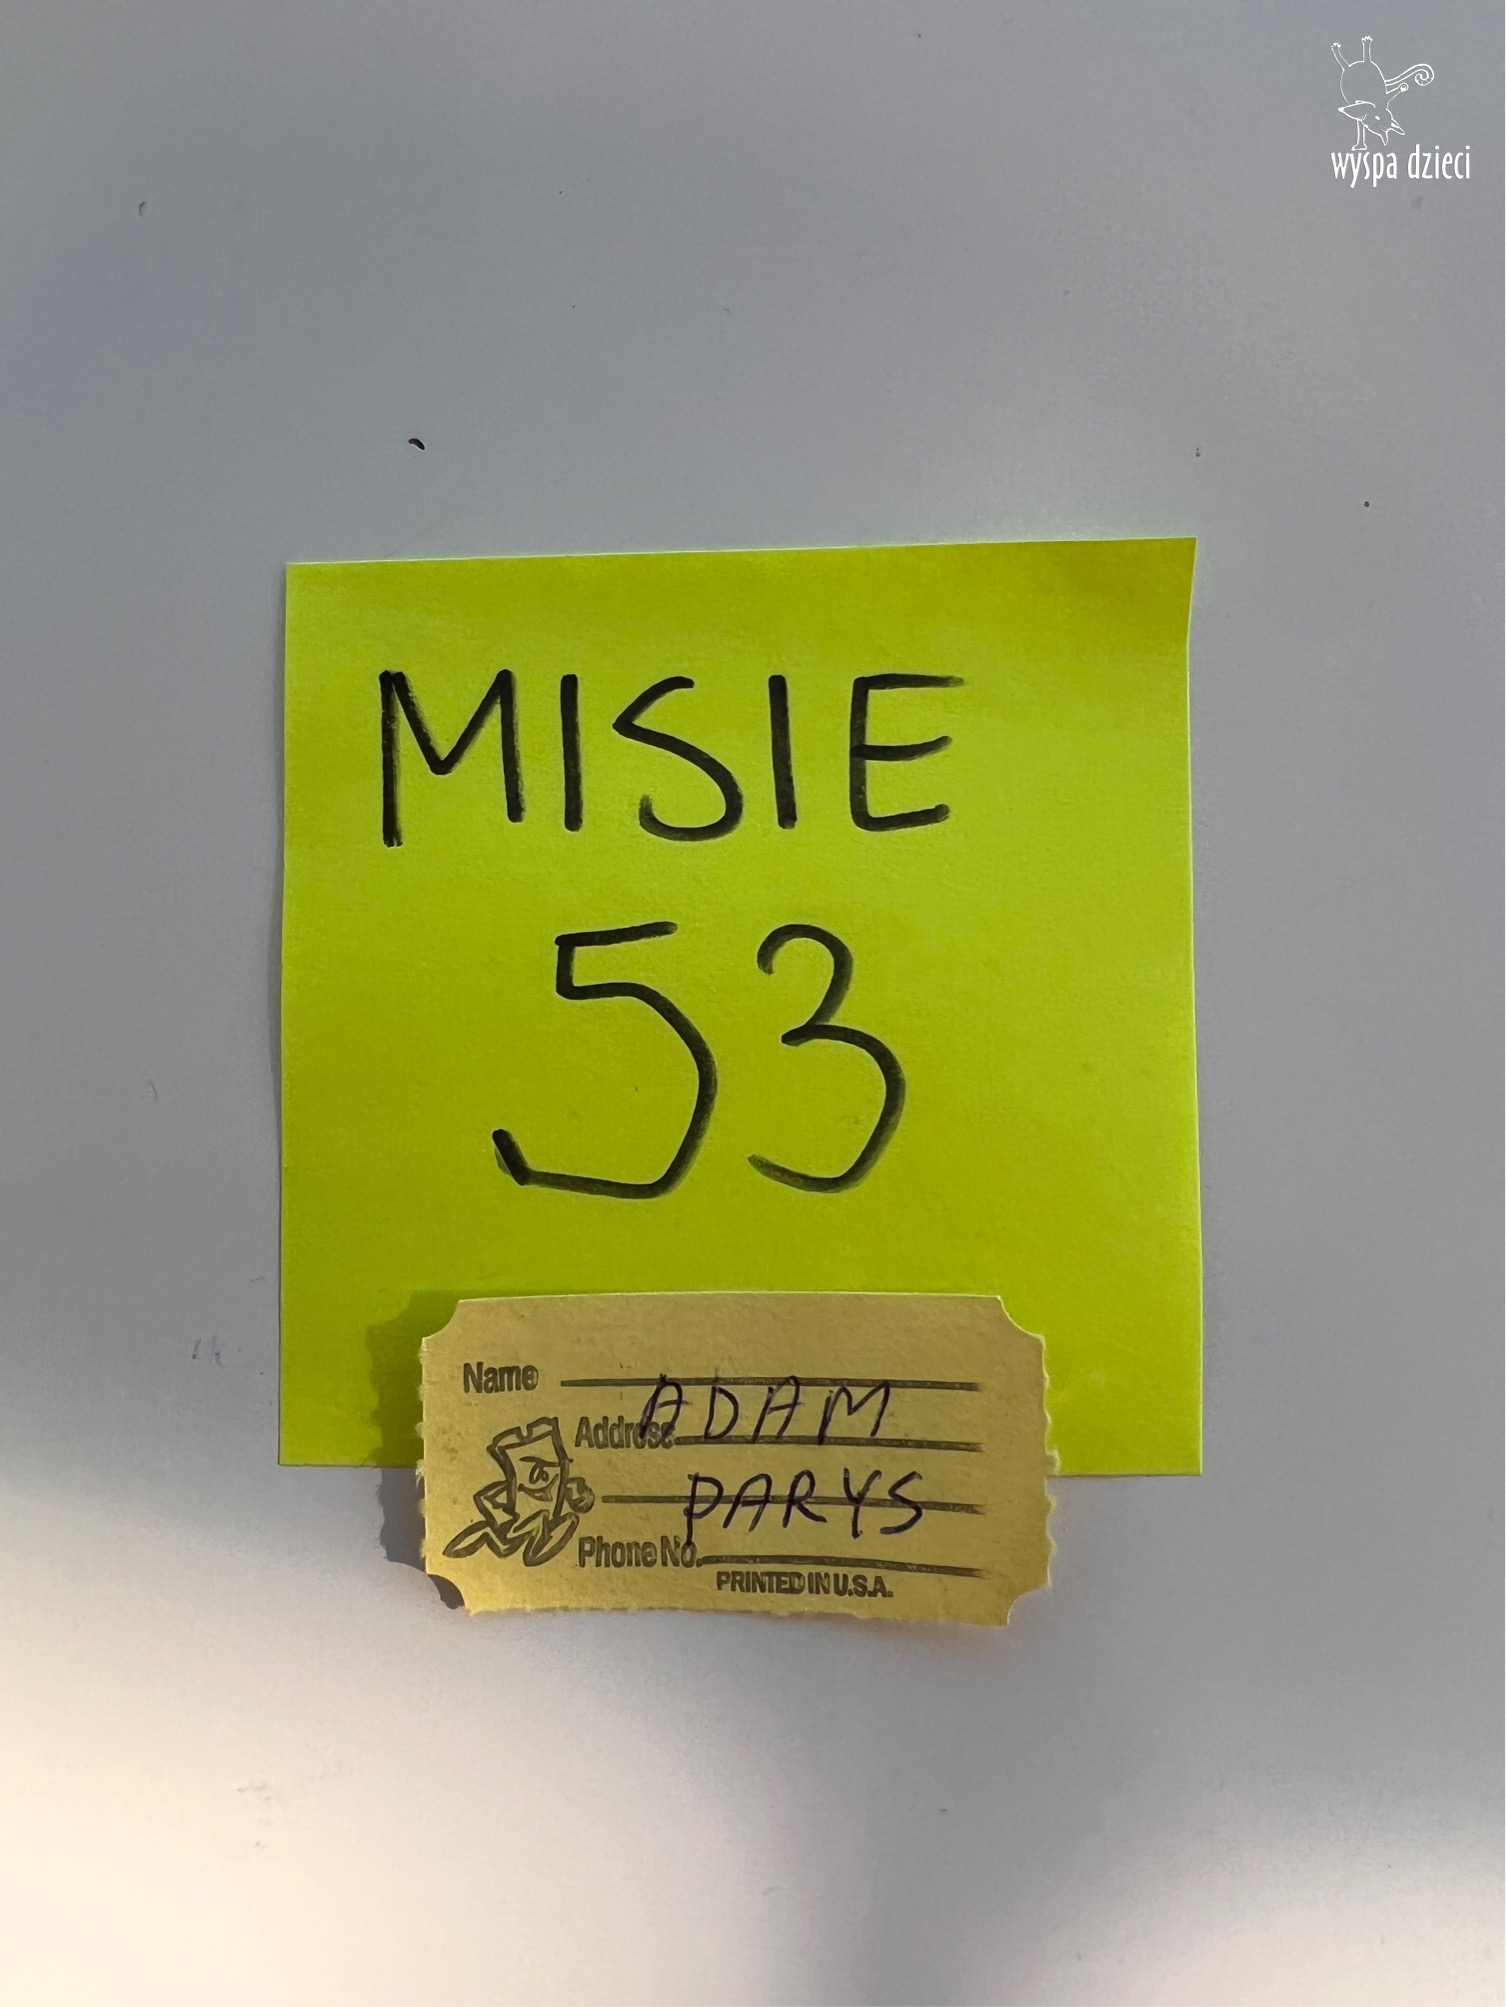 wyspa dzieci
MISIE
53
Name
ADAM
Address
PARYS
Phone No.
PRINTED IN U.S.A.